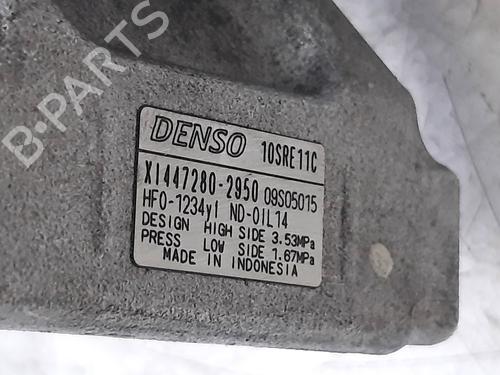 B-PARTS
DENSO 10SRE11C
XI447280-2950 09S05015
HFO-1234yf ND-OIL14
DESIGN HIGH SIDE 3.53MPa
PRESS LOW SIDE 1.67MPa
MADE IN INDONESIA